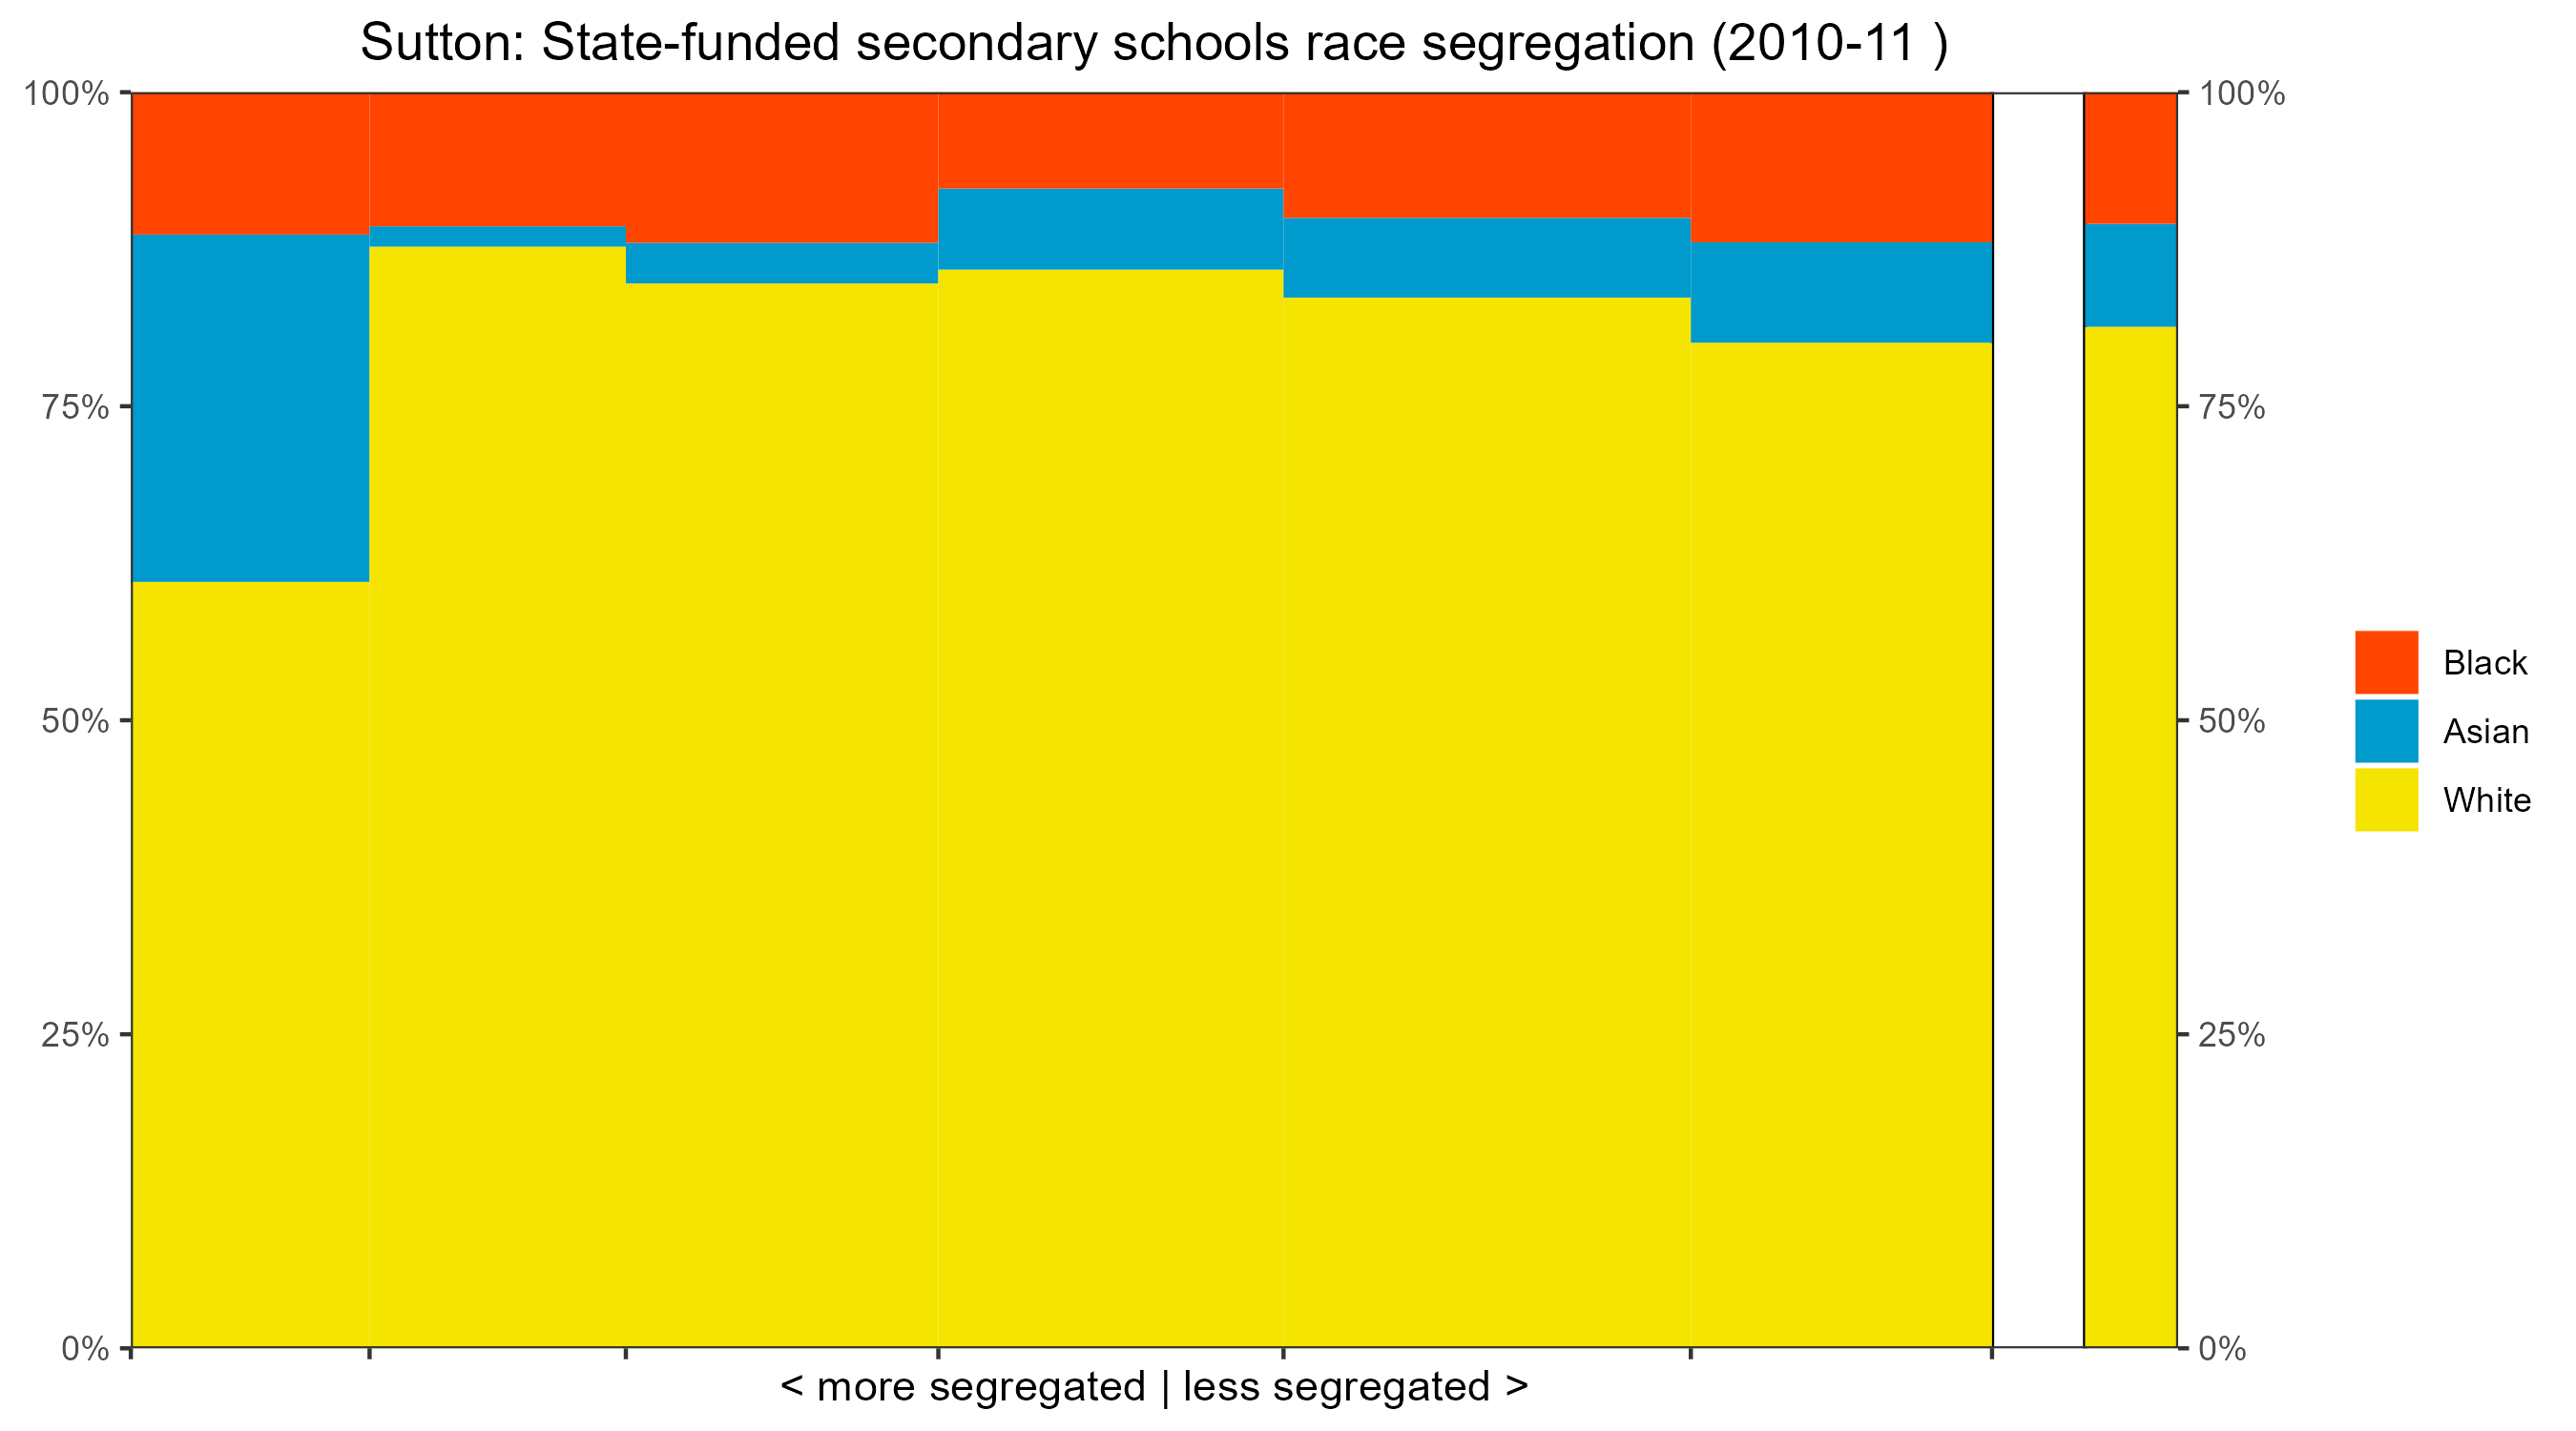 Sutton: State-funded secondary schools race segregation (2010-11 )
100%
75%
50%
25%
0%
100%
75%
50%
25%
0%
Black
Asian
White
< more segregated | less segregated >